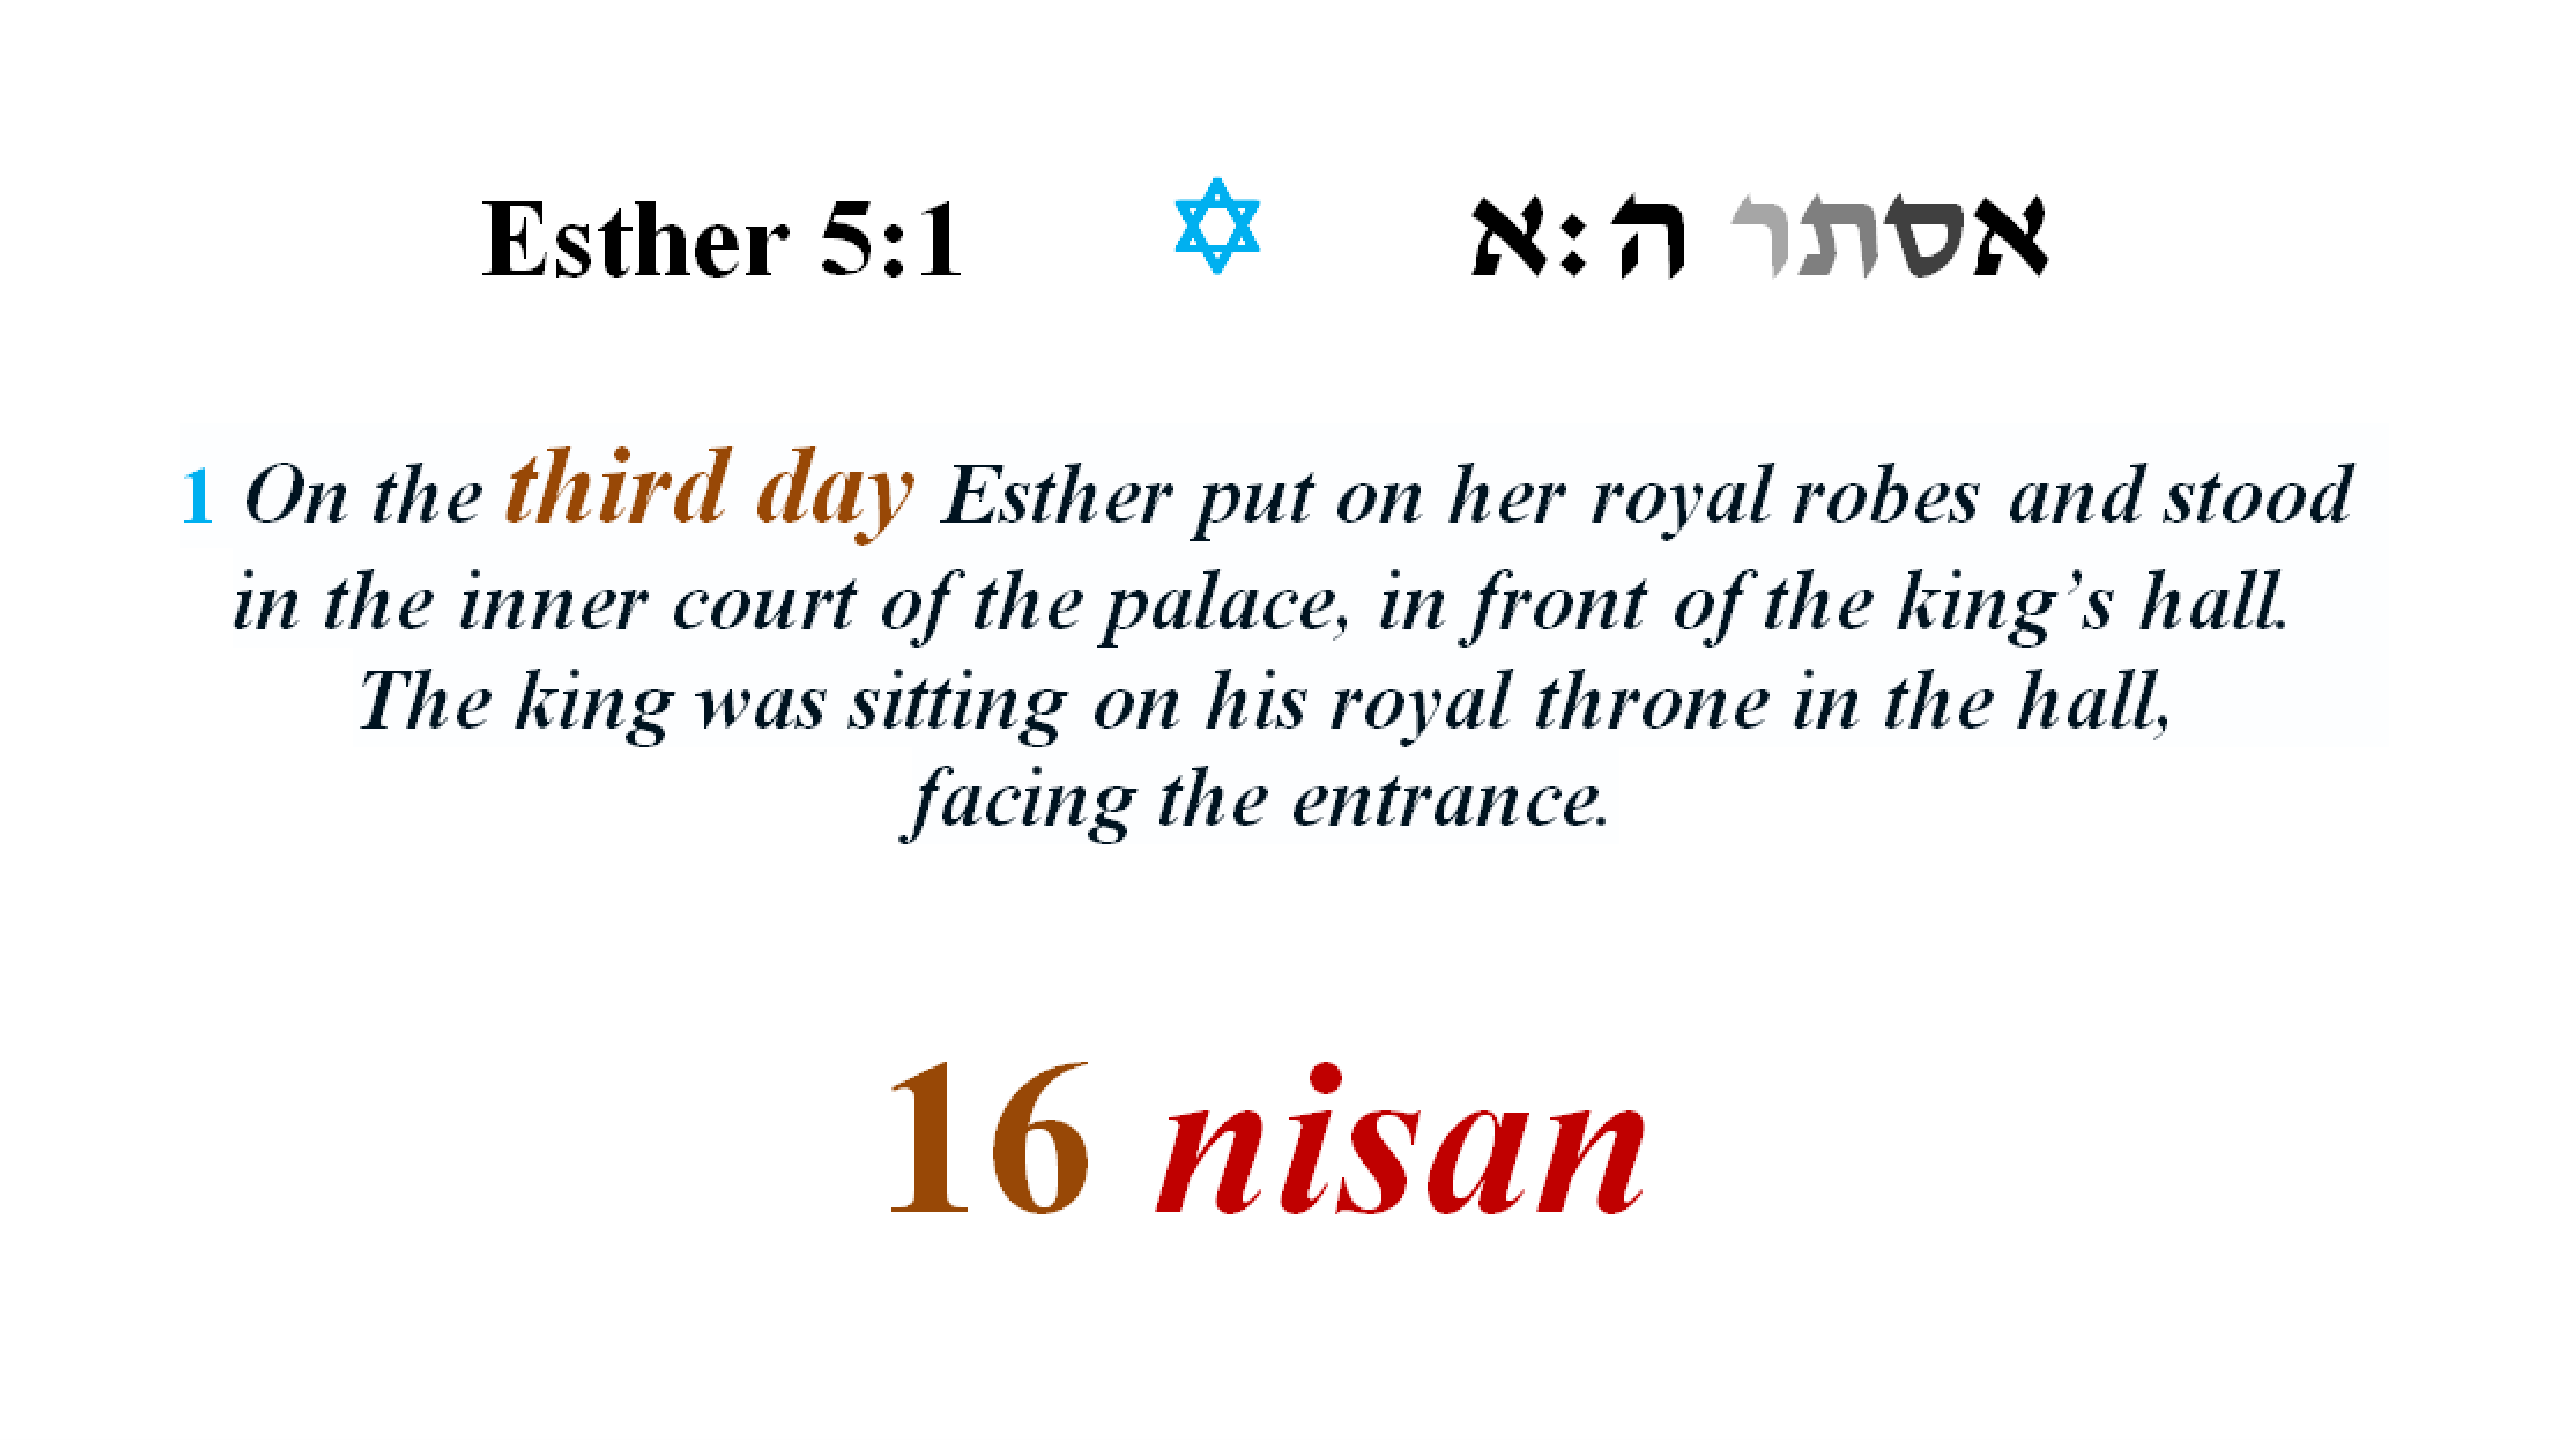 Esther 5:1 ✡ אסתר ה:א
1 On the third day Esther put on her royal robes and stood
in the inner court of the palace, in front of the king’s hall.
The king was sitting on his royal throne in the hall,
facing the entrance.
16 nisan